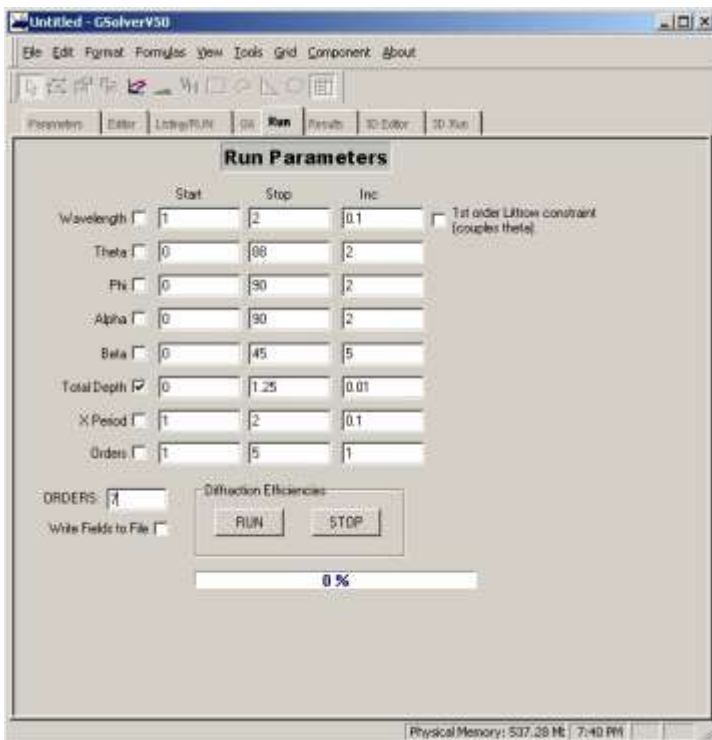 Untitled - GSolverV50
File Edit Format Formulas View Tools Grid Component About
Parameters Editor Listing/RUN GA Run Results 3D Editor 3D Run
Run Parameters
Start Stop Inc
Wavelength 1 2 0.1 1st order Littrow constraint
(couples theta)
Theta 0 88 2
Phi 0 90 2
Alpha 0 90 2
Beta 0 45 5
Total Depth 0 1.25 0.01
X Period 1 2 0.1
Orders 1 5 1
ORDERS: 7 Diffraction Efficiencies
Write Fields to File RUN STOP
0 %
Physical Memory: 537.28 Mb 7:40 PM